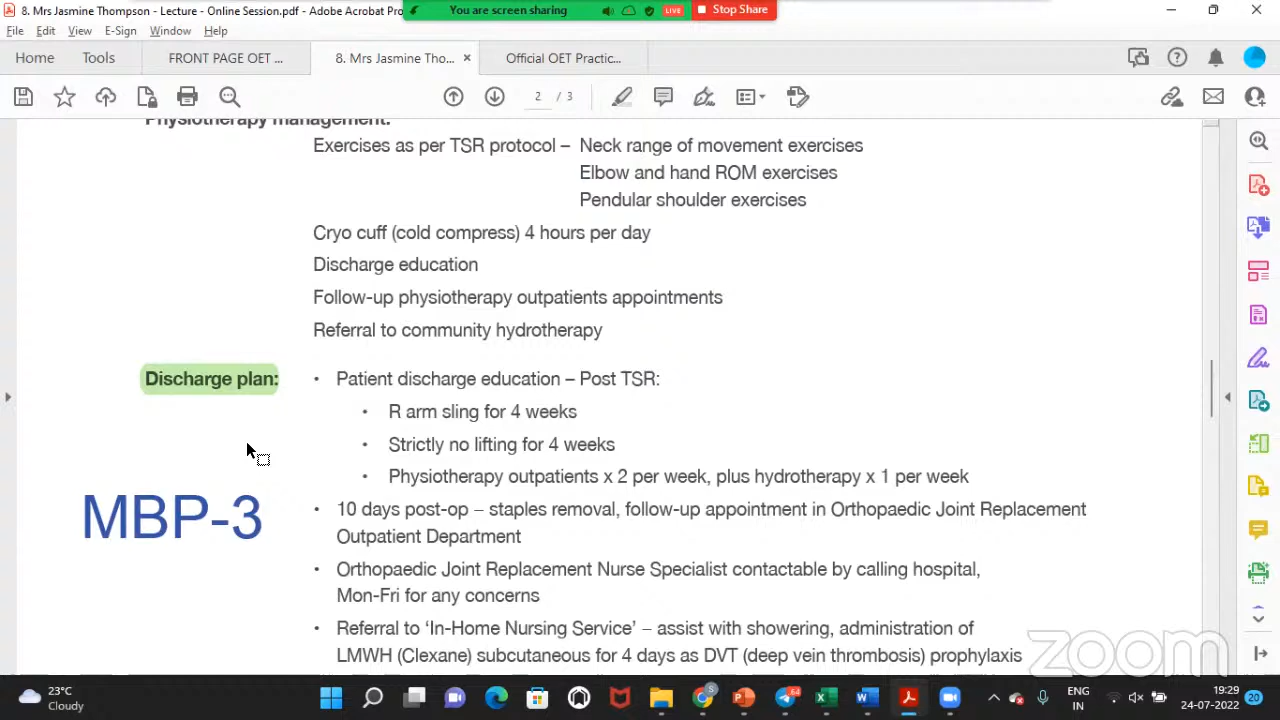 8. Mrs Jasmine Thompson - Lecture - Online Session.pdf - Adobe Acrobat Pro
You are screen sharing
LIVE
Stop Share
File Edit View E-Sign Window Help
Home Tools FRONT PAGE OET ... 8. Mrs Jasmine Tho... × Official OET Practic...
2 / 3
Physiotherapy management:
Exercises as per TSR protocol – Neck range of movement exercises
Elbow and hand ROM exercises
Pendular shoulder exercises
Cryo cuff (cold compress) 4 hours per day
Discharge education
Follow-up physiotherapy outpatients appointments
Referral to community hydrotherapy
Discharge plan: • Patient discharge education – Post TSR:
• R arm sling for 4 weeks
• Strictly no lifting for 4 weeks
• Physiotherapy outpatients x 2 per week, plus hydrotherapy x 1 per week
MBP-3
• 10 days post-op – staples removal, follow-up appointment in Orthopaedic Joint Replacement
Outpatient Department
• Orthopaedic Joint Replacement Nurse Specialist contactable by calling hospital,
Mon-Fri for any concerns
• Referral to ‘In-Home Nursing Service’ – assist with showering, administration of
LMWH (Clexane) subcutaneous for 4 days as DVT (deep vein thrombosis) prophylaxis
zoom
23°C
Cloudy
64
ENG
IN
19:29
24-07-2022
20